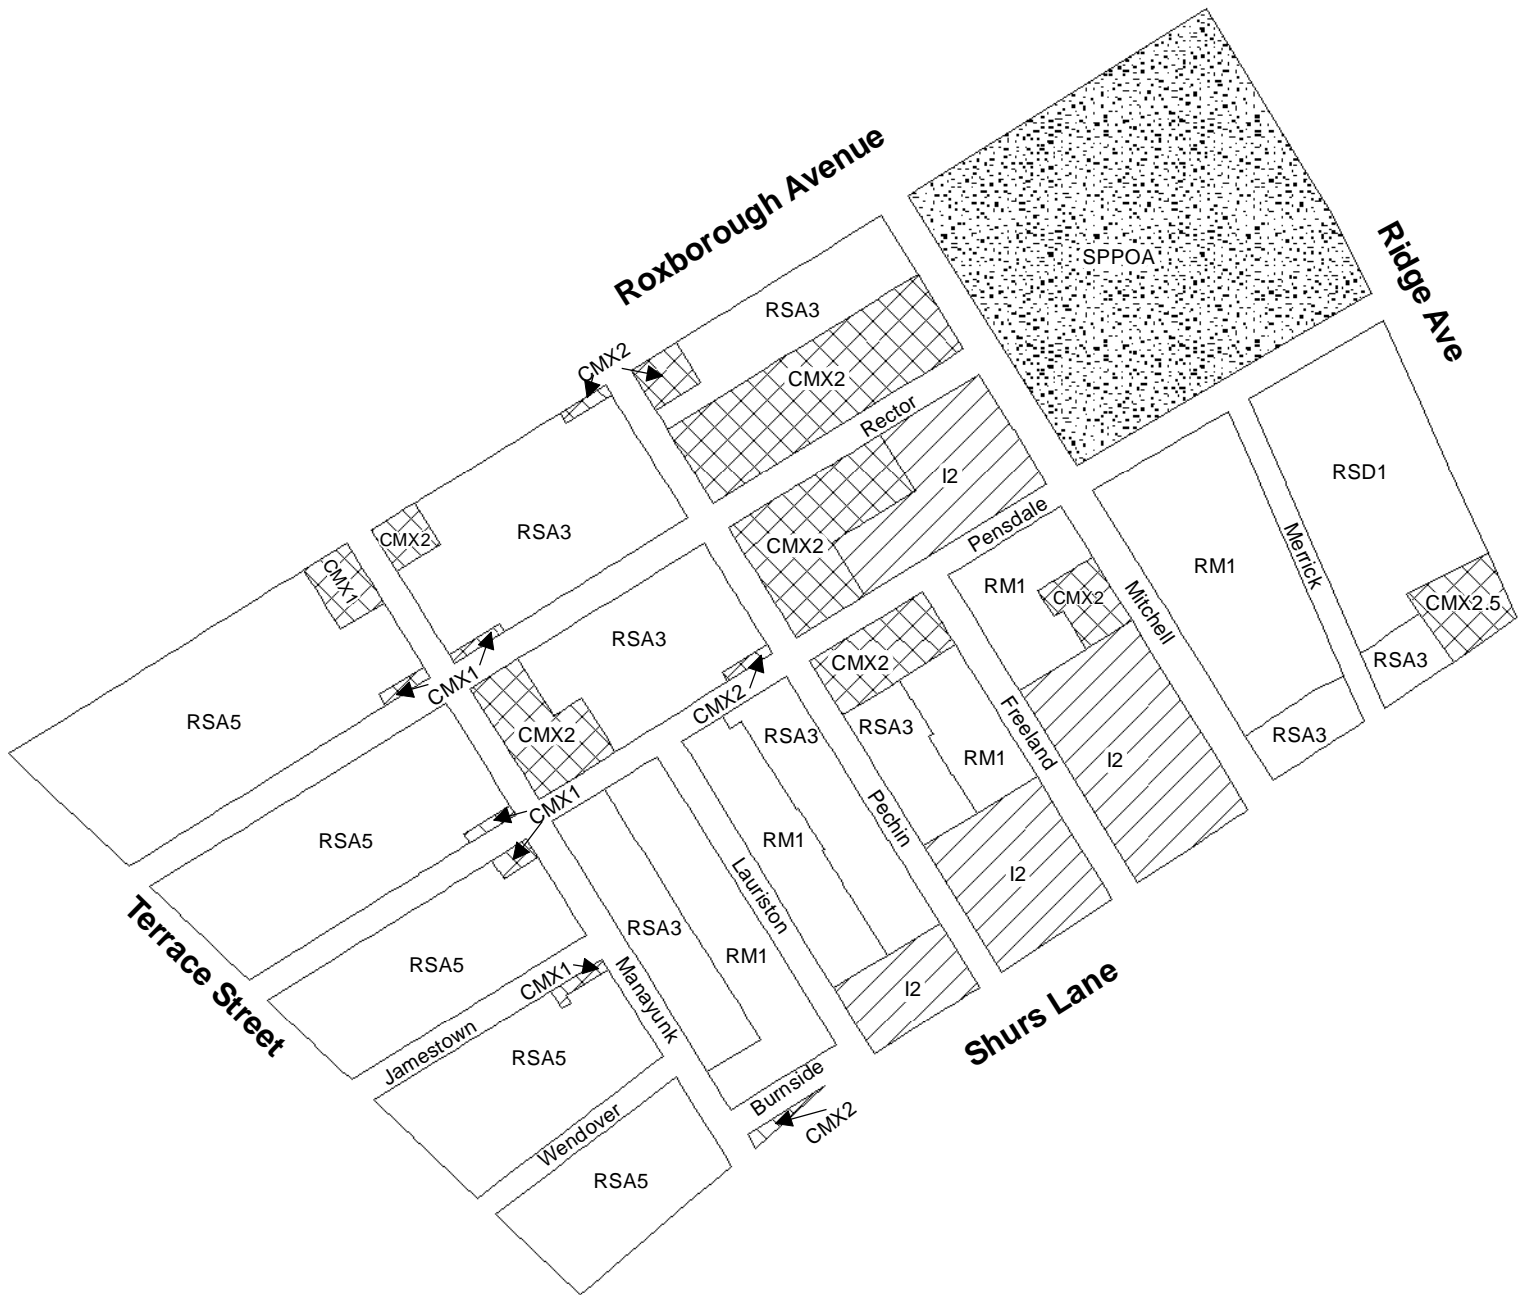 Roxborough Avenue
Ridge Ave
SPPOA
RSA3
CMX2
CMX2
Rector
I2
RSD1
CMX2
RSA3
CMX2
CMX1
Pensdale
RM1
CMX2
Mitchell
RM1
Merrick
CMX2.5
RSA3
RSA3
CMX2
CMX2
RSA3
CMX1
RSA5
CMX2
RSA3
RSA3
RM1
Freeland
I2
RSA3
CMX1
RSA5
RM1
Pechin
I2
Lauriston
Terrace Street
RSA3
RM1
RSA5
CMX1
Manayunk
I2
Shurs Lane
Jamestown
RSA5
Burnside
CMX2
Wendover
RSA5